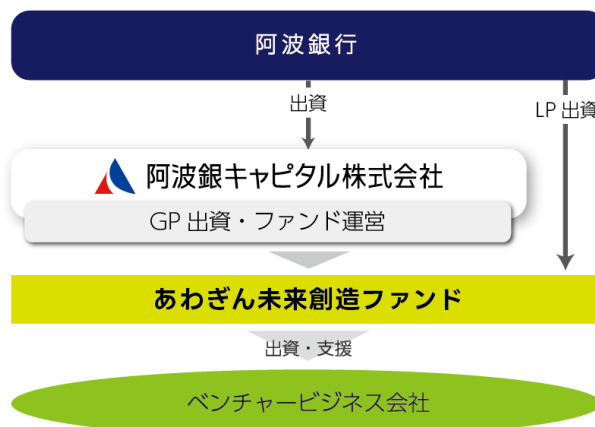 阿波銀行
出資
LP 出資
阿波銀キャピタル株式会社
GP 出資・ファンド運営
あわぎん未来創造ファンド
出資・支援
ベンチャービジネス会社